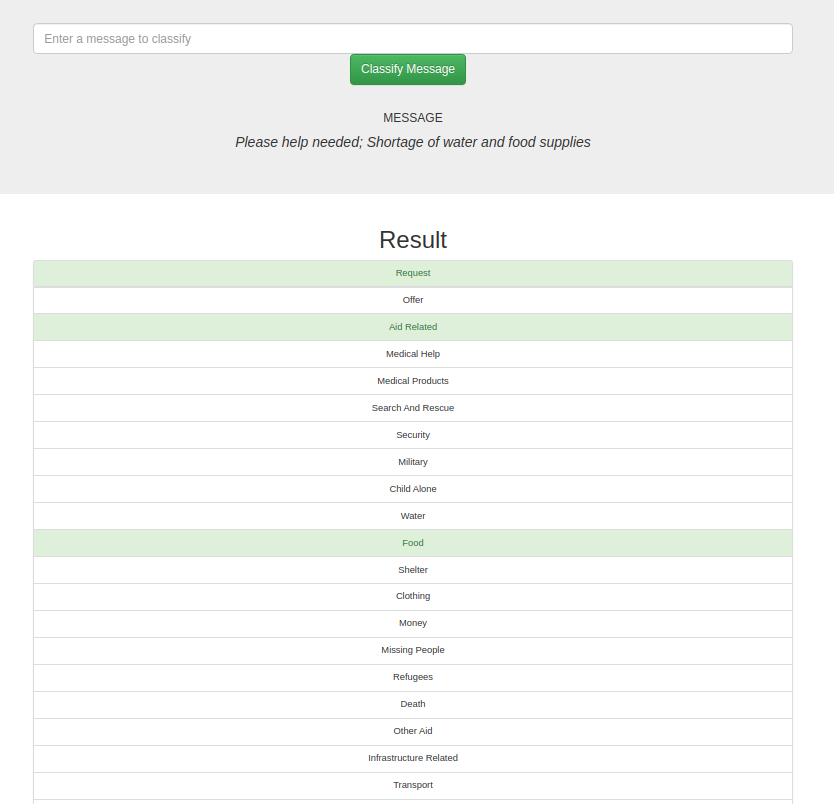 Enter a message to classify
Classify Message
MESSAGE
Please help needed; Shortage of water and food supplies
Result
Request
Offer
Aid Related
Medical Help
Medical Products
Search And Rescue
Security
Military
Child Alone
Water
Food
Shelter
Clothing
Money
Missing People
Refugees
Death
Other Aid
Infrastructure Related
Transport